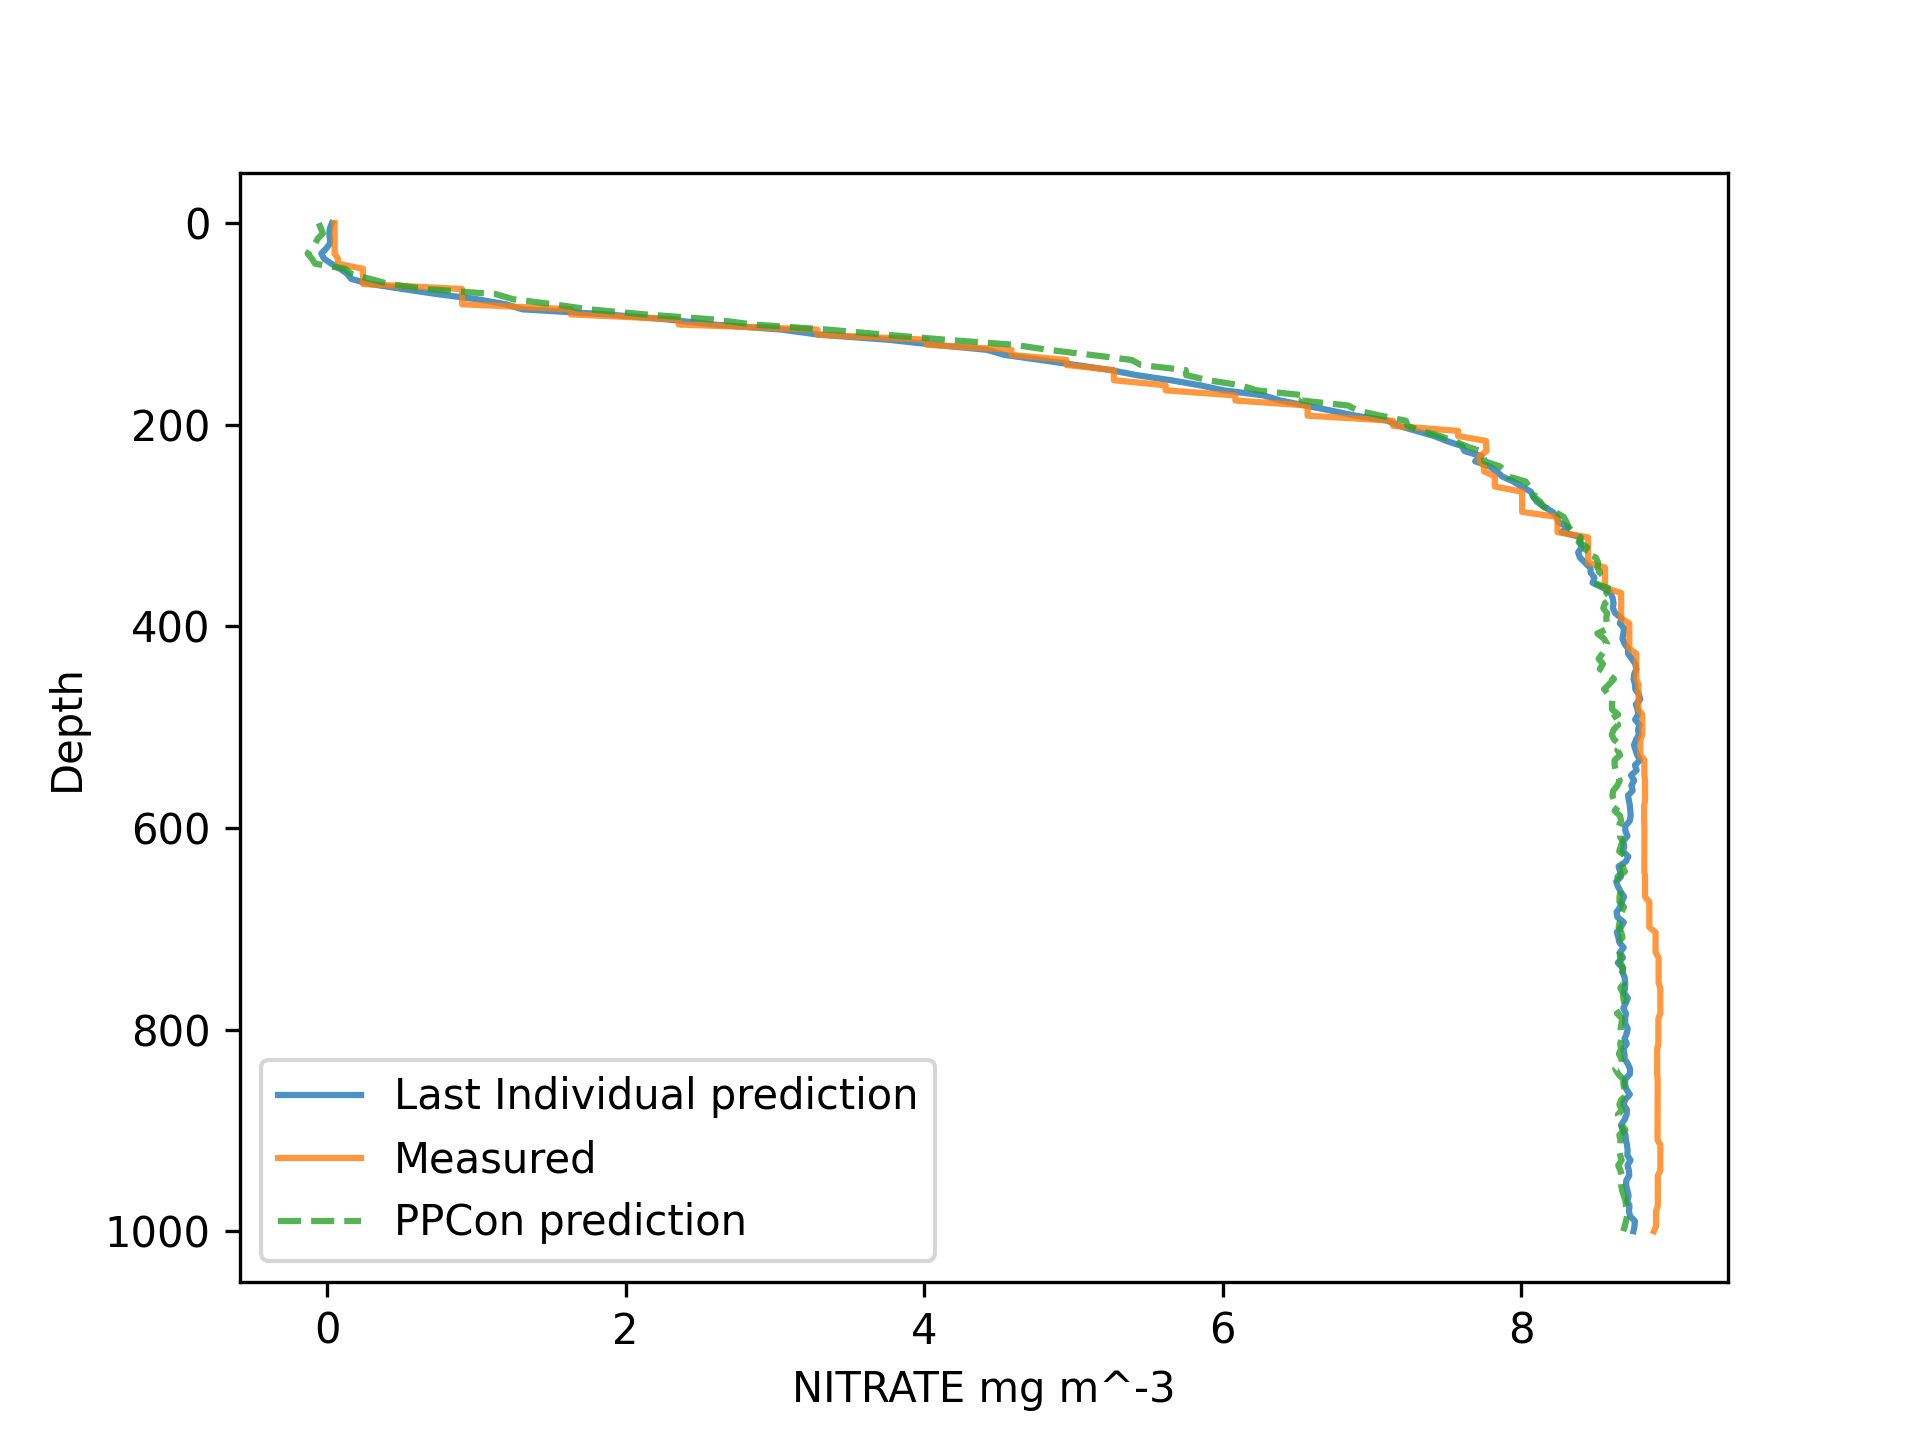 0
200
400
600
800
1000
Depth
Last Individual prediction
Measured
PPCon prediction
0 2 4 6 8
NITRATE mg m^-3